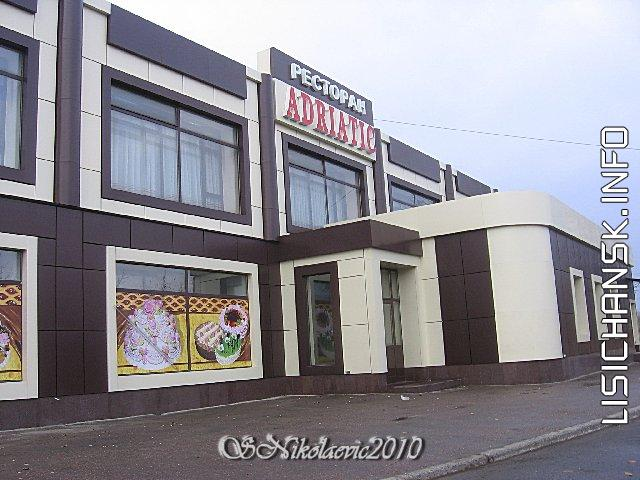 РЕСТОРАН
ADRIATIC
LISICHANSK.INFO
SNikolaevic2010